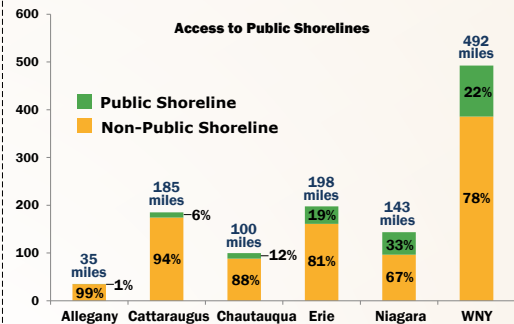 Access to Public Shorelines
600
500
400
300
200
100
0
Public Shoreline
Non-Public Shoreline
35
miles
1%
99%
185
miles
6%
94%
100
miles
12%
88%
198
miles
19%
81%
143
miles
33%
67%
492
miles
22%
78%
Allegany Cattaraugus Chautauqua Erie Niagara WNY